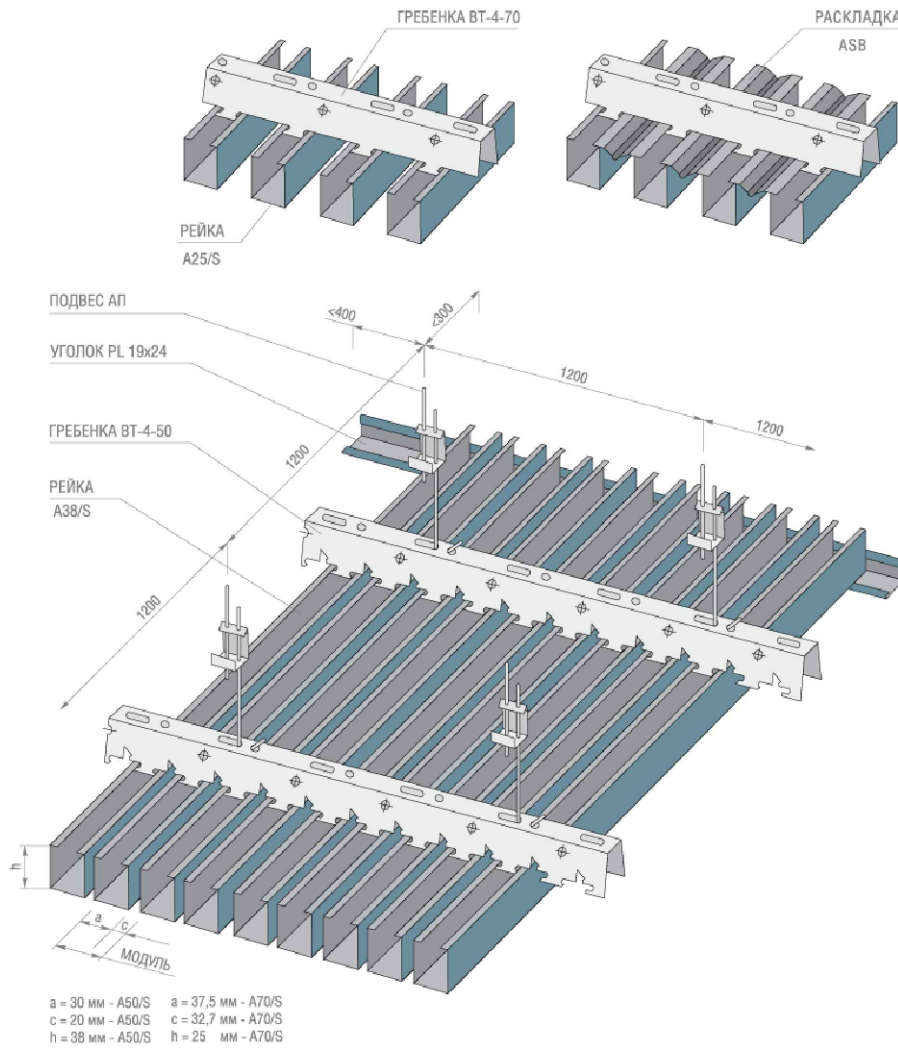 ГРЕБЕНКА ВТ-4-70
РАСКЛАДКА
ASB
РЕЙКА
A25/S
ПОДВЕС АП
УГОЛОК PL 19x24
ГРЕБЕНКА ВТ-4-50
РЕЙКА
A38/S
<400
<300
1200
1200
1200
1200
h
a
c
МОДУЛЬ
a = 30 мм - A50/S a = 37,5 мм - A70/S
c = 20 мм - A50/S c = 32,7 мм - A70/S
h = 38 мм - A50/S h = 25 мм - A70/S